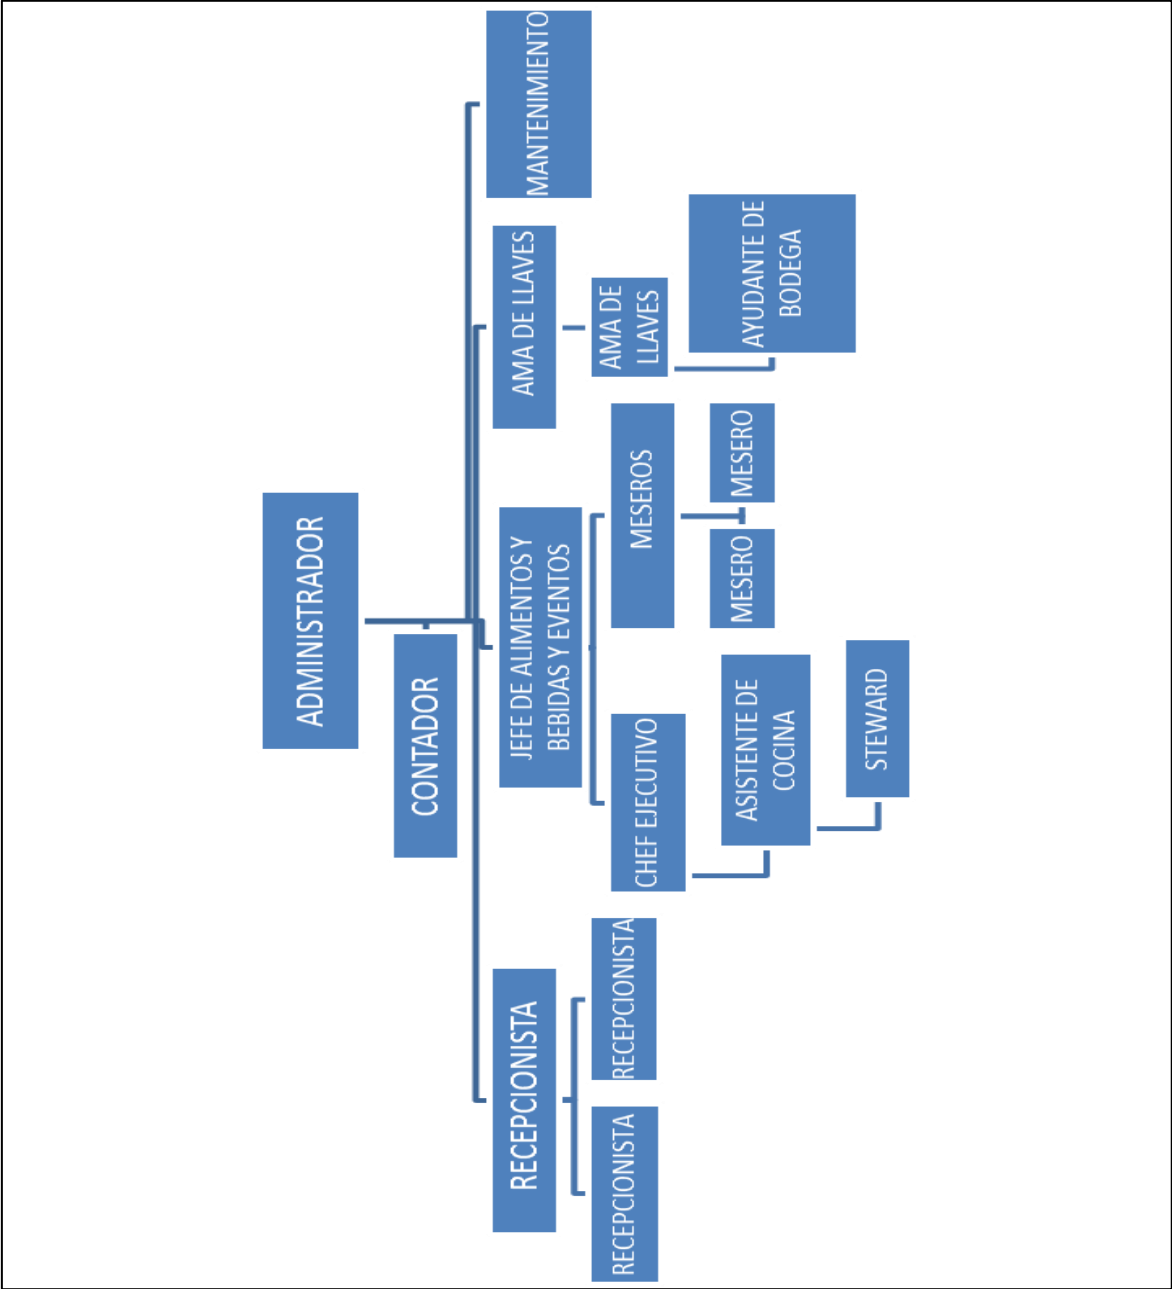 ADMINISTRADOR
CONTADOR
RECEPCIONISTA
JEFE DE ALIMENTOS Y
BEBIDAS Y EVENTOS
AMA DE LLAVES
MANTENIMIENTO
RECEPCIONISTA
RECEPCIONISTA
CHEF EJECUTIVO
MESEROS
AMA DE
LLAVES
ASISTENTE DE
COCINA
MESERO
MESERO
AYUDANTE DE
BODEGA
STEWARD